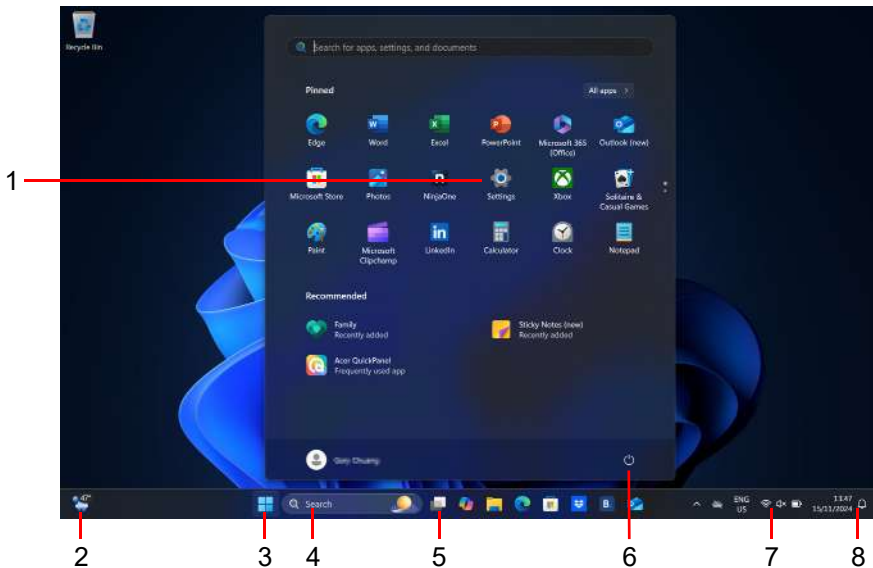 Recycle Bin
Search for apps, settings, and documents
Pinned
All apps >
Edge
Word
Excel
PowerPoint
Microsoft 365
(Office)
Outlook (new)
1
Microsoft Store
Photos
NinjaOne
Settings
Xbox
Solitaire &
Casual Games
Paint
Microsoft
Clipchamp
LinkedIn
Calculator
Clock
Notepad
Recommended
Family
Recently added
Sticky Notes (new)
Recently added
Acer QuickPanel
Frequently used app
47°
Search
ENG
US
11:47
15/11/2024
2
3
4
5
6
7
8